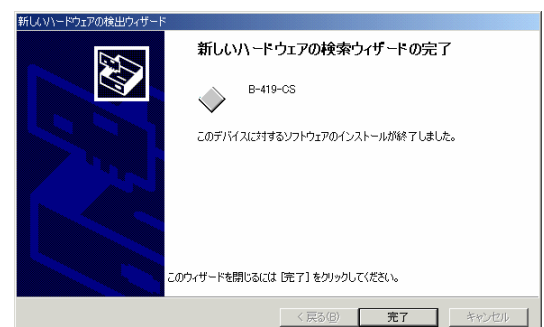 新しいハードウェアの検出ウィザード
新しいハードウェアの検索ウィザードの完了
B-419-CS
このデバイスに対するソフトウェアのインストールが終了しました。
このウィザードを閉じるには [完了] をクリックしてください。
< 戻る(B)
完了
キャンセル